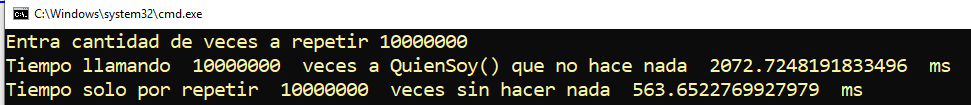 C:\Windows\system32\cmd.exe
Entra cantidad de veces a repetir 10000000
Tiempo llamando  10000000  veces a QuienSoy() que no hace nada  2072.7248191833496  ms
Tiempo solo por repetir  10000000  veces sin hacer nada  563.6522769927979  ms